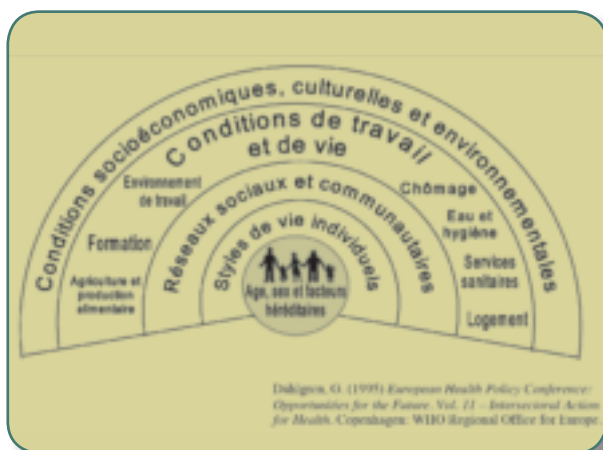 Conditions socioéconomiques, culturelles et environnementales
Conditions de travail
et de vie
Environnement
de travail
Formation
Agriculture et
production
alimentaire
Chômage
Eau et
hygiène
Services
sanitaires
Logement
Réseaux sociaux et communautaires
Styles de vie individuels
Age, sex et facteurs
héréditaires
Dahlgren, G. (1995) European Health Policy Conference:
Opportunities for the Future. Vol. 11 – Intersectoral Action
for Health. Copenhagen: WHO Regional Office for Europe.